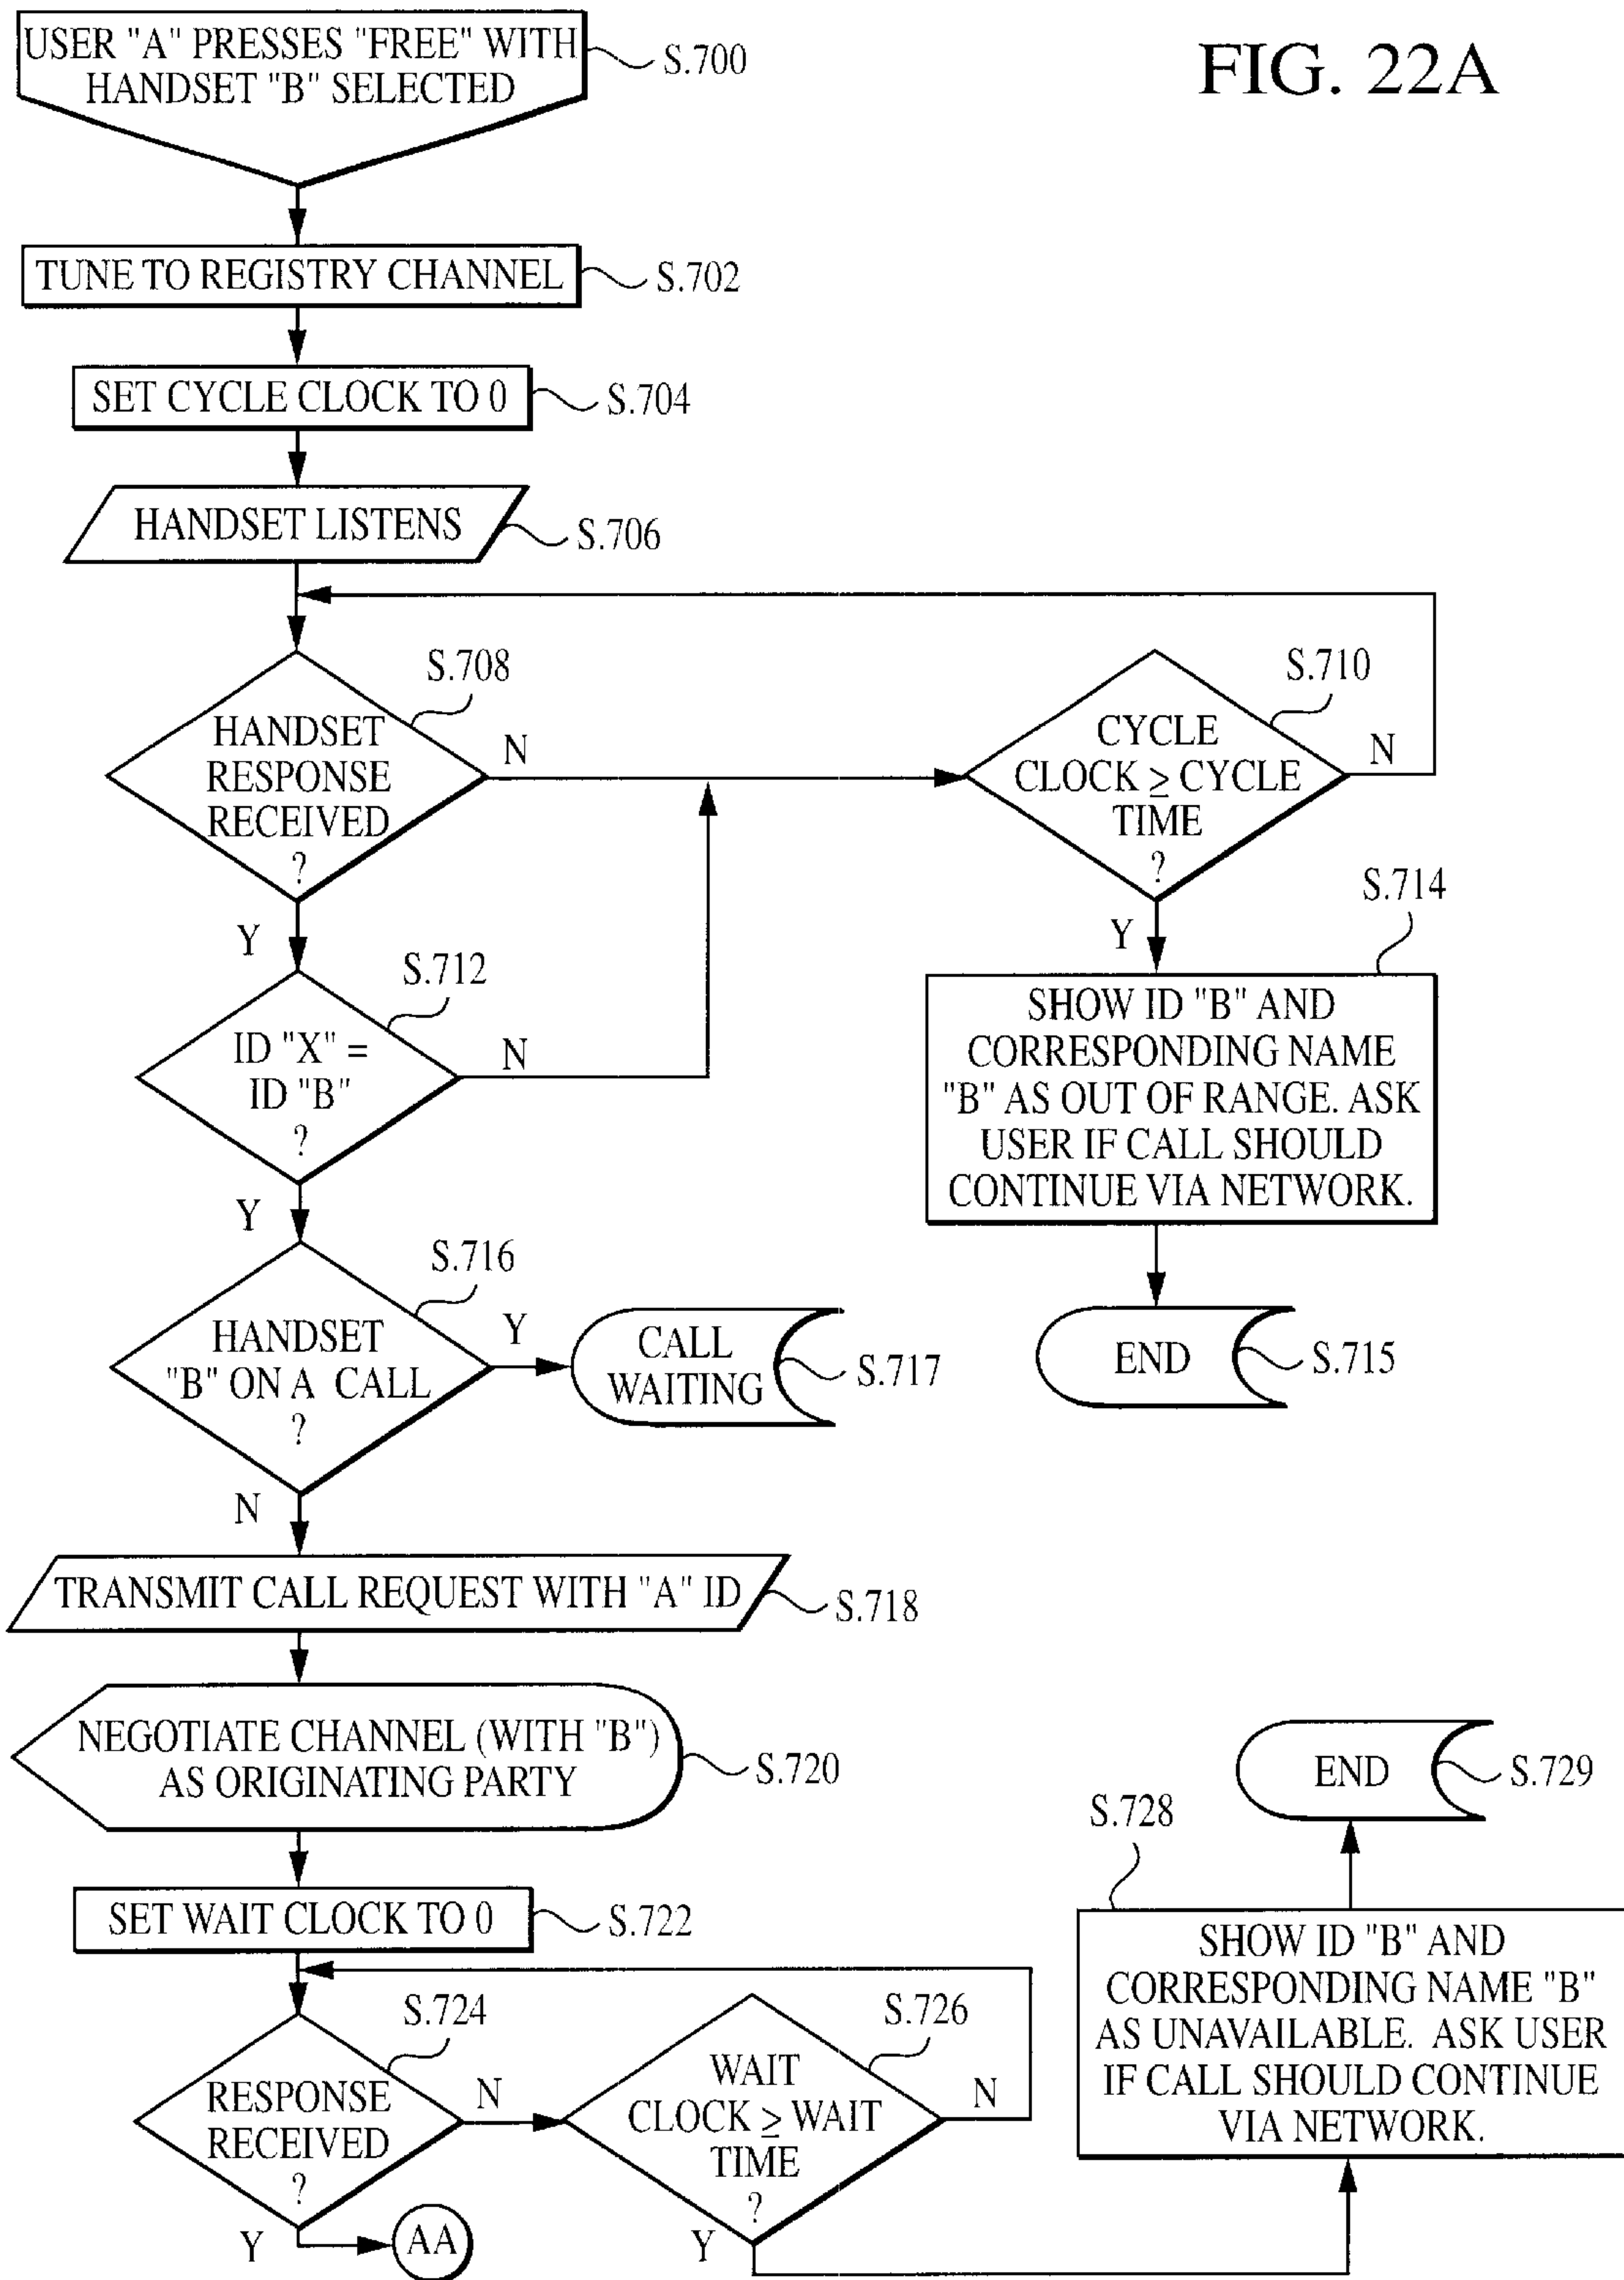 FIG. 22A
USER "A" PRESSES "FREE" WITH
HANDSET "B" SELECTED
S.700
TUNE TO REGISTRY CHANNEL
S.702
SET CYCLE CLOCK TO 0
S.704
HANDSET LISTENS
S.706
S.708
HANDSET
RESPONSE
RECEIVED
?
N
Y
S.710
CYCLE
CLOCK ≥ CYCLE
TIME
?
N
Y
S.712
ID "X" =
ID "B"
?
N
Y
S.714
SHOW ID "B" AND
CORRESPONDING NAME
"B" AS OUT OF RANGE. ASK
USER IF CALL SHOULD
CONTINUE VIA NETWORK.
END
S.715
S.716
HANDSET
"B" ON A CALL
?
Y
N
CALL
WAITING
S.717
TRANSMIT CALL REQUEST WITH "A" ID
S.718
NEGOTIATE CHANNEL (WITH "B")
AS ORIGINATING PARTY
S.720
SET WAIT CLOCK TO 0
S.722
S.724
RESPONSE
RECEIVED
?
N
Y
AA
S.726
WAIT
CLOCK ≥ WAIT
TIME
?
N
Y
S.728
SHOW ID "B" AND
CORRESPONDING NAME "B"
AS UNAVAILABLE. ASK USER
IF CALL SHOULD CONTINUE
VIA NETWORK.
END
S.729